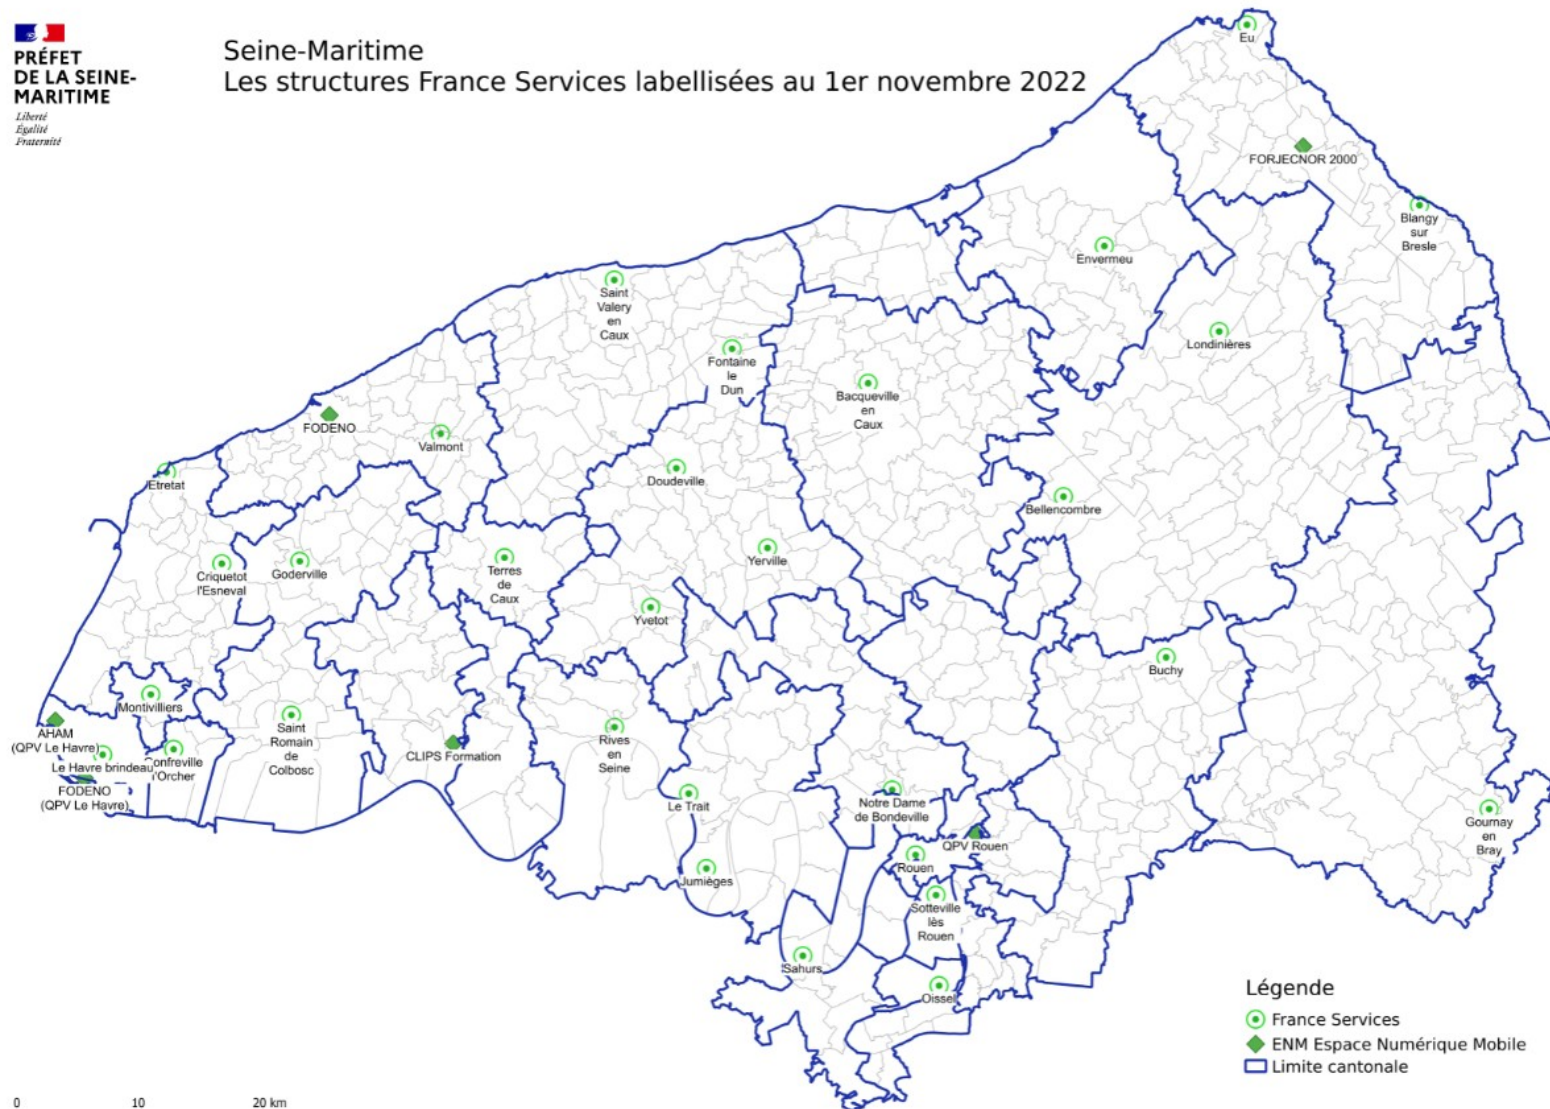 PRÉFET
DE LA SEINE-
MARITIME
Liberté
Égalité
Fraternité
Seine-Maritime
Les structures France Services labellisées au 1er novembre 2022
Eu
FORJECNOR 2000
Blangy
sur
Bresle
Envermeu
Saint
Valery
en
Caux
Londinières
Fontaine
le
Dun
Bacqueville
en
Caux
FODENO
Valmont
Etretat
Doudeville
Bellencombre
Yerville
Criquetot
l'Esneval
Goderville
Terres
de
Caux
Yvetot
Buchy
Montivilliers
AHAM
(QPV Le Havre)
Le Havre brindeau
Gonfreville
l'Orcher
FODENO
(QPV Le Havre)
Saint
Romain
de
Colbosc
CLIPS Formation
Rives
en
Seine
Le Trait
Notre Dame
de Bondeville
QPV Rouen
Rouen
Gournay
en
Bray
Jumièges
Sotteville
lès
Rouen
Sahurs
Oissel
Légende
France Services
ENM Espace Numérique Mobile
Limite cantonale
0 10 20 km